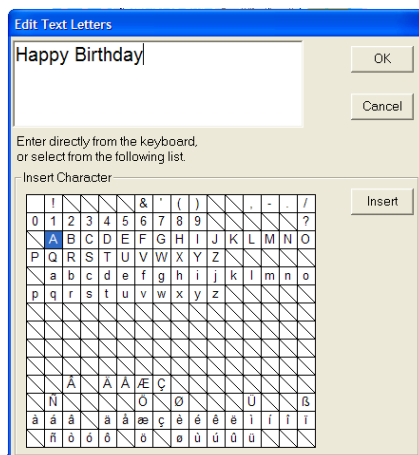 Edit Text Letters
Happy Birthday
OK
Cancel
Enter directly from the keyboard,
or select from the following list.
Insert Character
Insert
! & ' ( ) , - . /
0 1 2 3 4 5 6 7 8 9 ?
A B C D E F G H I J K L M N O
P Q R S T U V W X Y Z
a b c d e f g h i j k l m n o
p q r s t u v w x y z
Â Ä Å Æ Ç
Ñ Ö Ø Ü ß
à á â ä å æ ç è é ê ë ì í î ï
ñ ò ó ô ö ø ù ú û ü